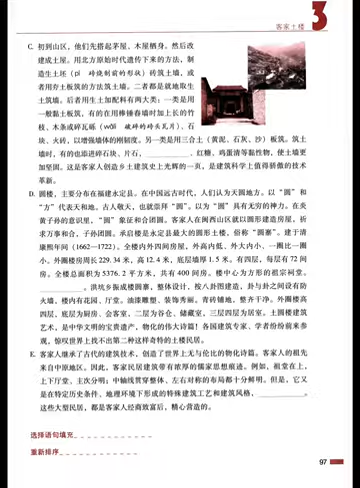 客家土楼
3
C. 初到山区，他们先搭起茅屋，木屋栖身。然后改
建成土屋。用北方原始时代遗传下来的方法，制
造生土坯（pī 砖烧制前的形状）砖筑土墙，或
者用夯土板筑的方法筑土墙。二者都是就地取生
土筑墙。后者用生土加配料有两大类：一类是用
一般黏土板筑，有的在用棒锤舂墙时加上长的竹
枝、木条或碎瓦砾（wǎlì 破碎的砖头瓦片）、石
块、火砖，以增强墙体的刚韧度。另一类是用三合土（黄泥、石灰、沙）板筑。筑土
墙时，有的也掺进碎石块、片石，________，红糖、鸡蛋清等黏性物，使土墙更
加坚固。这是客家人创造乡土建筑史上光辉的一页，是建筑科学上值得骄傲的技术
革新。
D. 圆楼，主要分布在福建永定县。在中国远古时代，人们认为天圆地方。以“圆”和
“方”代表天和地。古人敬天，也就崇拜“圆”。以为“圆”具有无穷的神力。在炎
黄子孙的意识里，“圆”象征和合团圆。客家人在闽西山区就以圆形建造房屋，祈
求万事和合，子孙团圆。承启楼是永定县最大的圆形土楼，俗称“圆寨”。建于清
康熙年间（1662—1722）。全楼内外四间房屋，外高内低、外大内小、一圈比一圈
小。外圈楼周长 229.34 米，高 12.4 米，底层墙厚 1.5 米。有四层，每层有 72 间
房。全楼总面积为 5376.2 平方米，共有 400 间房。楼中心为方形的祖宗祠堂。
________。洪坑乡振成楼圆寨，整体设计，按八卦图建造，卦与卦之间设有防
火墙，楼内有花园、厅堂。油漆雕塑、装饰秀丽。青砖铺地，整齐干净。外圈楼高
四层，底层为厨房、会客室，二层为谷仓、储藏室，三层四层为居室。土圆楼建筑
艺术，是中华文明的宝贵遗产，物化的伟大诗篇！各国建筑专家、学者纷纷前来参
观，惊叹世界上找不出第二种这样奇特的土楼民居。
E. 客家人继承了古代的建筑技术，创造了世界上无与伦比的物化诗篇。客家人的祖先
来自中原地区。因此，客家民居建筑带有浓厚的儒家思想痕迹。例如，祖堂在上，
上下厅堂、主次分明；中轴线贯穿整体，左右对称的布局都十分鲜明。但是，它又
是在特定历史条件、地理环境下形成的特殊建筑工艺和建筑风格，________。
这些大型民居，都是客家人经商致富后，精心营造的。
选择语句填充
重新排序
97